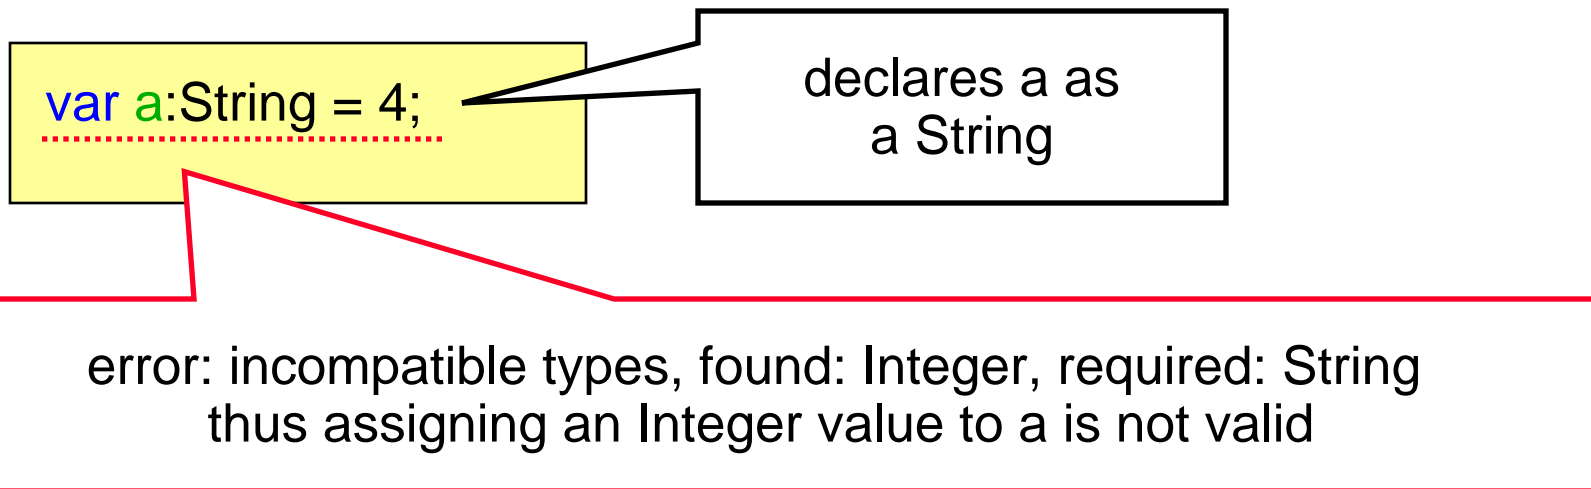 var a:String = 4;
declares a as
a String
error: incompatible types, found: Integer, required: String
thus assigning an Integer value to a is not valid